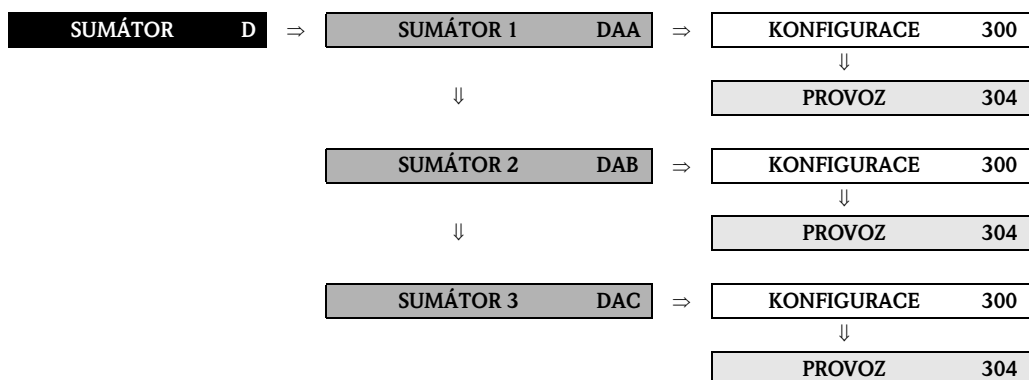 SUMÁTOR D ⇒ SUMÁTOR 1 DAA ⇒ KONFIGURACE 300
⇓
⇓ PROVOZ 304
SUMÁTOR 2 DAB ⇒ KONFIGURACE 300
⇓
⇓ PROVOZ 304
SUMÁTOR 3 DAC ⇒ KONFIGURACE 300
⇓
PROVOZ 304